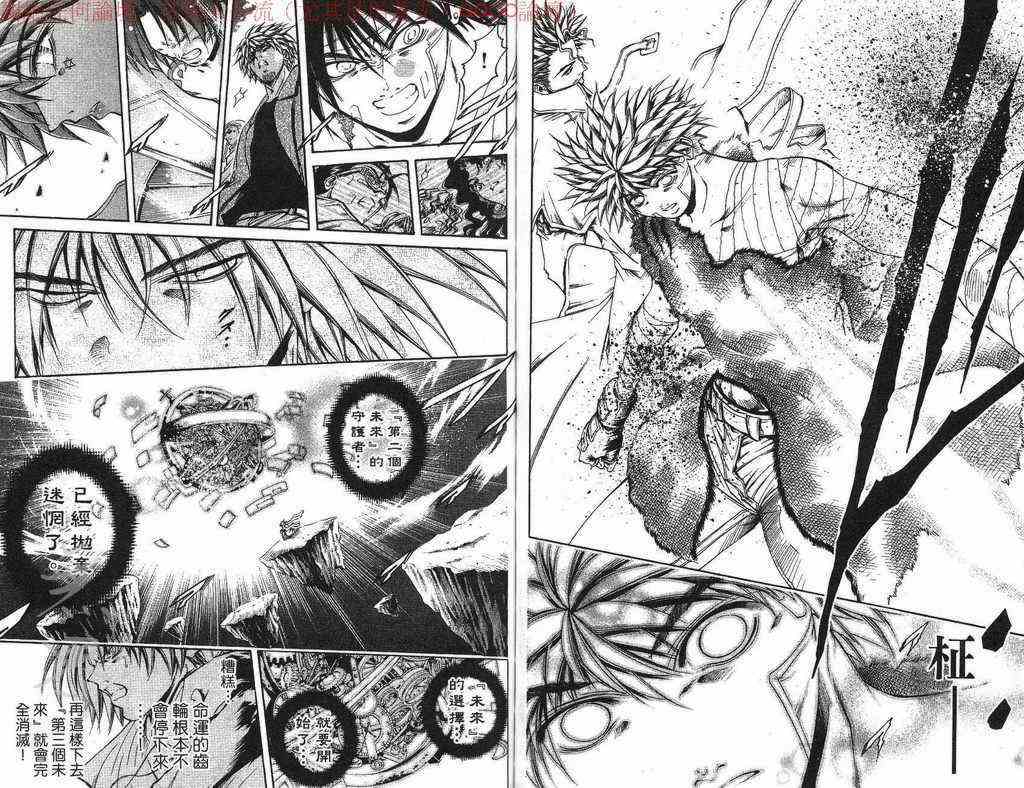 柾——
！
『第二個
未來』的
守護者…
已經拋棄
迷惘了。
『未來』
的選擇…
就要開
始了…
糟糕…
命運的齒
輪根本不
會停下來
……！
再這樣下去
『第三個未
來』就會完
全消滅！